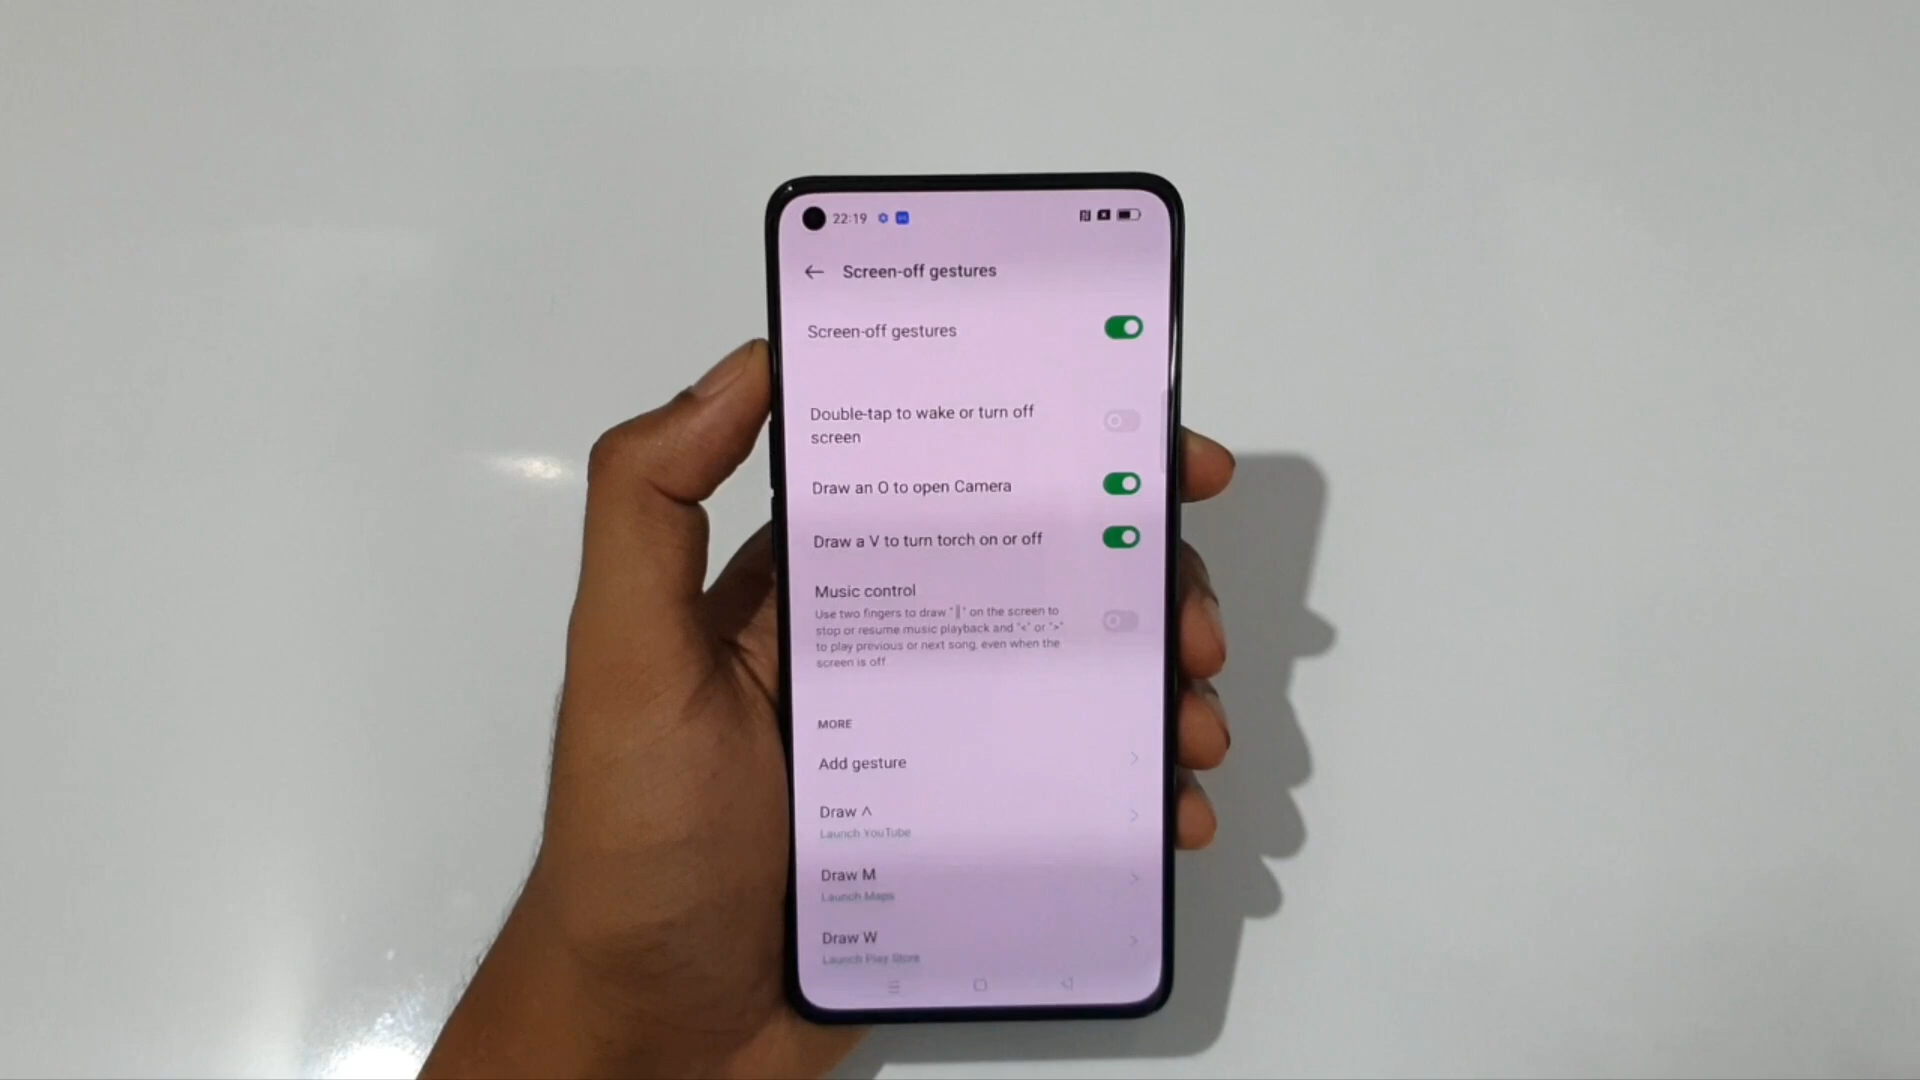 22:19
Screen-off gestures
Screen-off gestures
Double-tap to wake or turn off
screen
Draw an O to open Camera
Draw a V to turn torch on or off
Music control
Use two fingers to draw "||" on the screen to
stop or resume music playback and "<" or ">"
to play previous or next song, even when the
screen is off.
MORE
Add gesture
Draw ^
Launch YouTube
Draw M
Launch Maps
Draw W
Launch Play Store